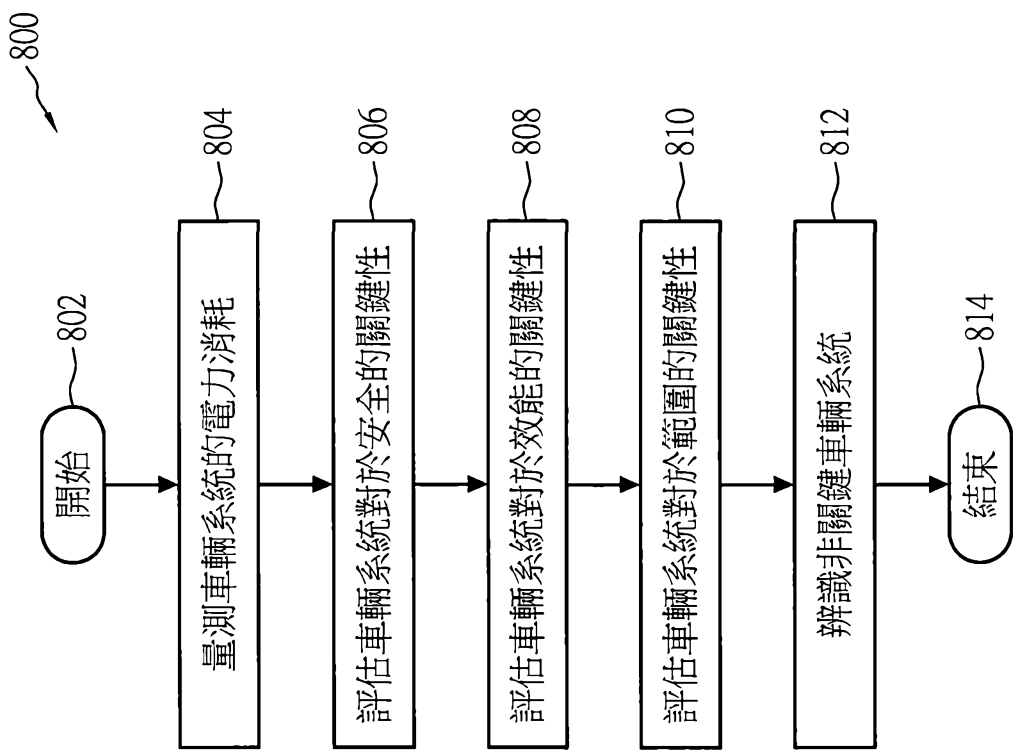 800
開始
802
量測車輛系統的電力消耗
804
評估車輛系統對於安全的關鍵性
806
評估車輛系統對於效能的關鍵性
808
評估車輛系統對於範圍的關鍵性
810
辨識非關鍵車輛系統
812
結束
814